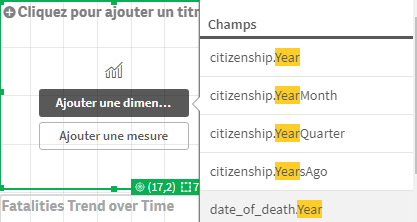 Cliquez pour ajouter un titr
Champs
citizenship.Year
citizenship.YearMonth
Ajouter une dimen...
Ajouter une mesure
citizenship.YearQuarter
citizenship.YearsAgo
(17,2) 7
Fatalities Trend over Time
date_of_death.Year